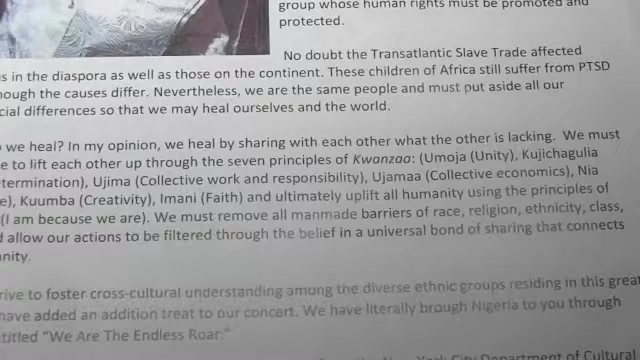 group whose human rights must be promoted and
protected.
No doubt the Transatlantic Slave Trade affected
s in the diaspora as well as those on the continent. These children of Africa still suffer from PTSD
hough the causes differ. Nevertheless, we are the same people and must put aside all our
cial differences so that we may heal ourselves and the world.
we heal? In my opinion, we heal by sharing with each other what the other is lacking. We must
e to lift each other up through the seven principles of Kwanzaa: (Umoja (Unity), Kujichagulia
termination), Ujima (Collective work and responsibility), Ujamaa (Collective economics), Nia
e), Kuumba (Creativity), Imani (Faith) and ultimately uplift all humanity using the principles of
(I am because we are). We must remove all manmade barriers of race, religion, ethnicity, class,
d allow our actions to be filtered through the belief in a universal bond of sharing that connects
anity.
rive to foster cross-cultural understanding among the diverse ethnic groups residing in this great
have added an addition treat to our concert. We have literally brough Nigeria to you through
titled "We Are The Endless Roar."
York City Department of Cultural